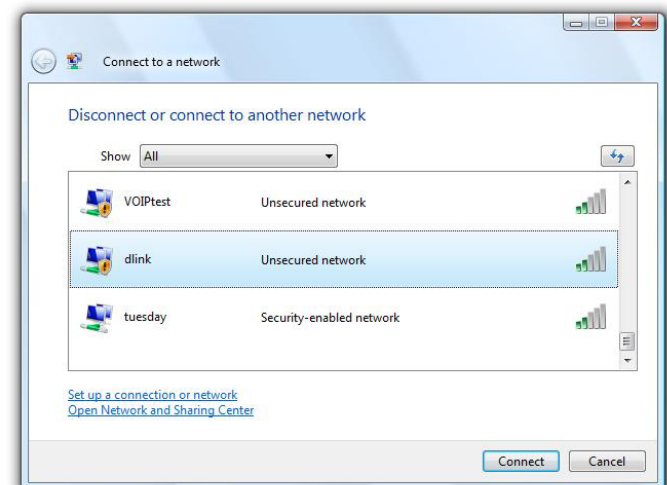 Connect to a network
Disconnect or connect to another network
Show All
VOIPtest Unsecured network
dlink Unsecured network
tuesday Security-enabled network
Set up a connection or network
Open Network and Sharing Center
Connect Cancel